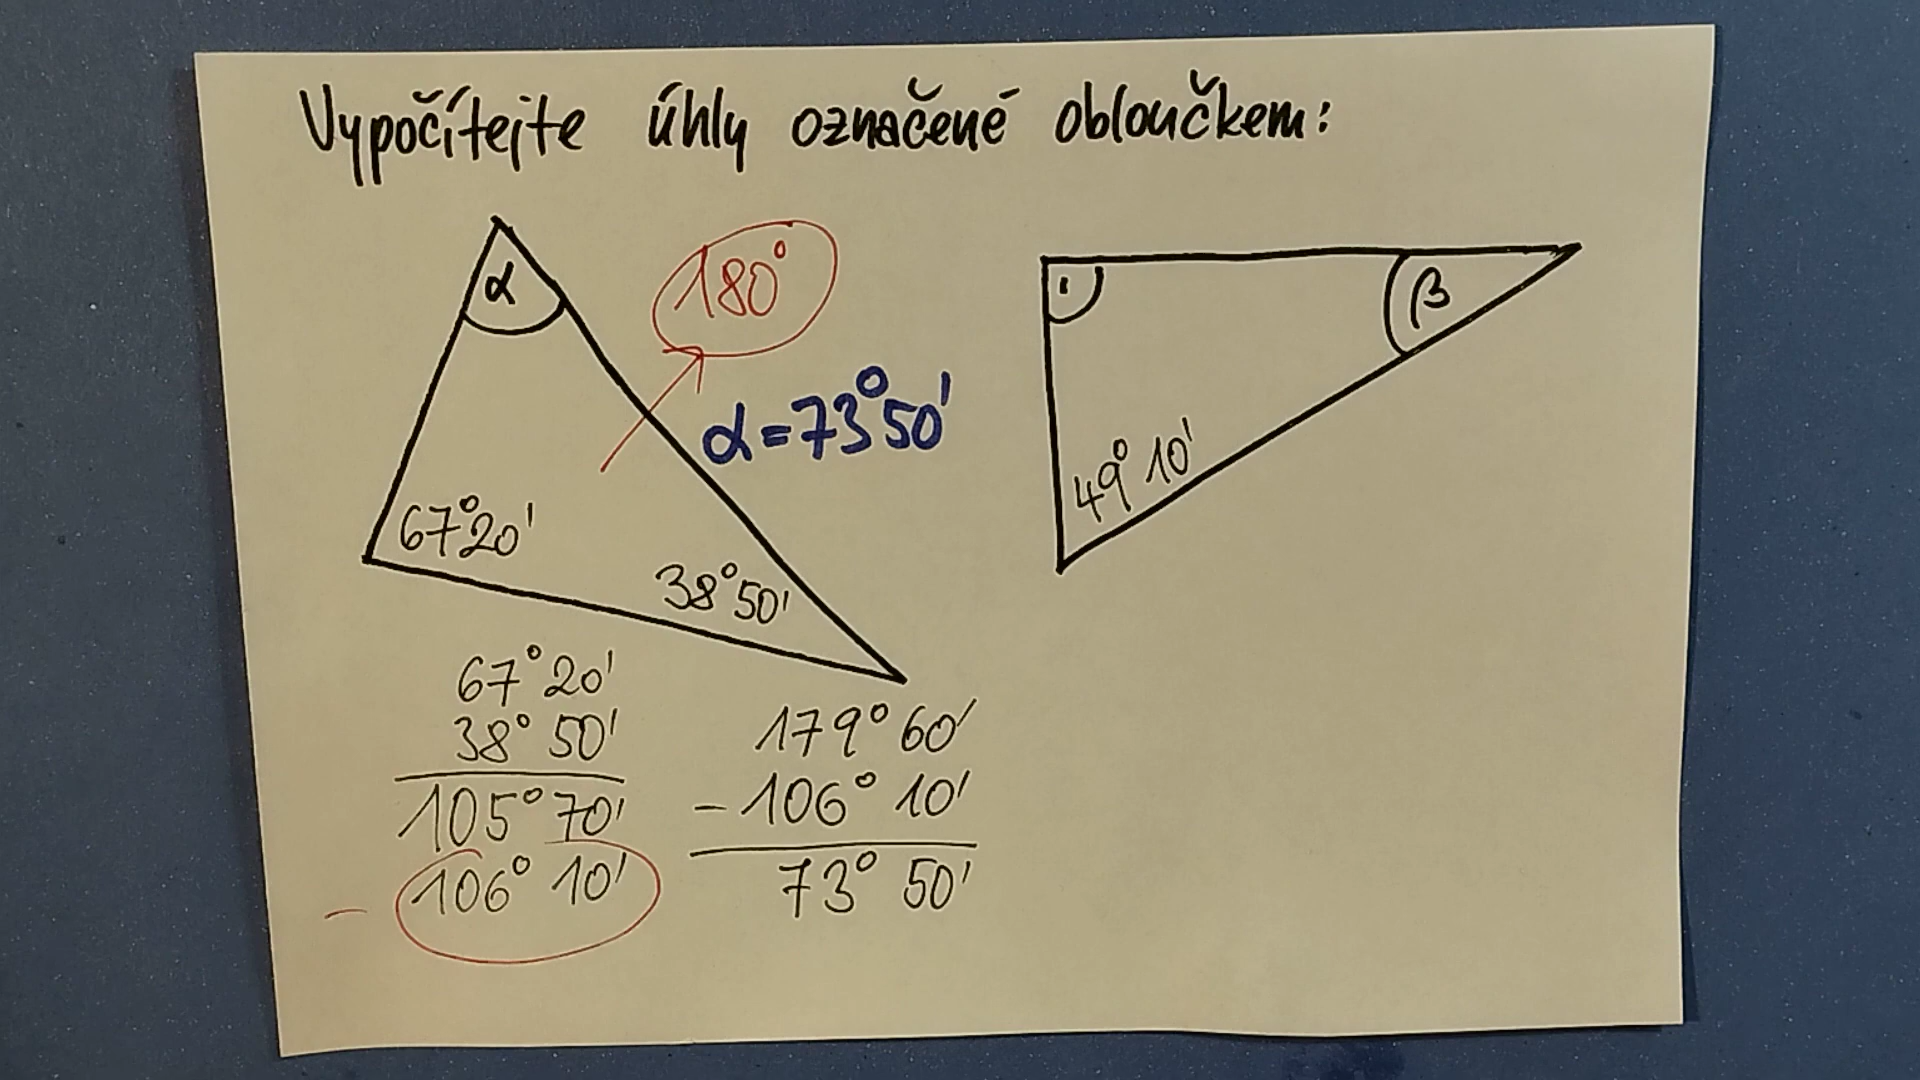 Vypočítejte úhly označené obloučkem:
α
180°
α=73°50'
67°20'
38°50'
β
49°10'
67°20'
38°50'
105°70'
- 106°10'
179°60'
- 106°10'
73°50'